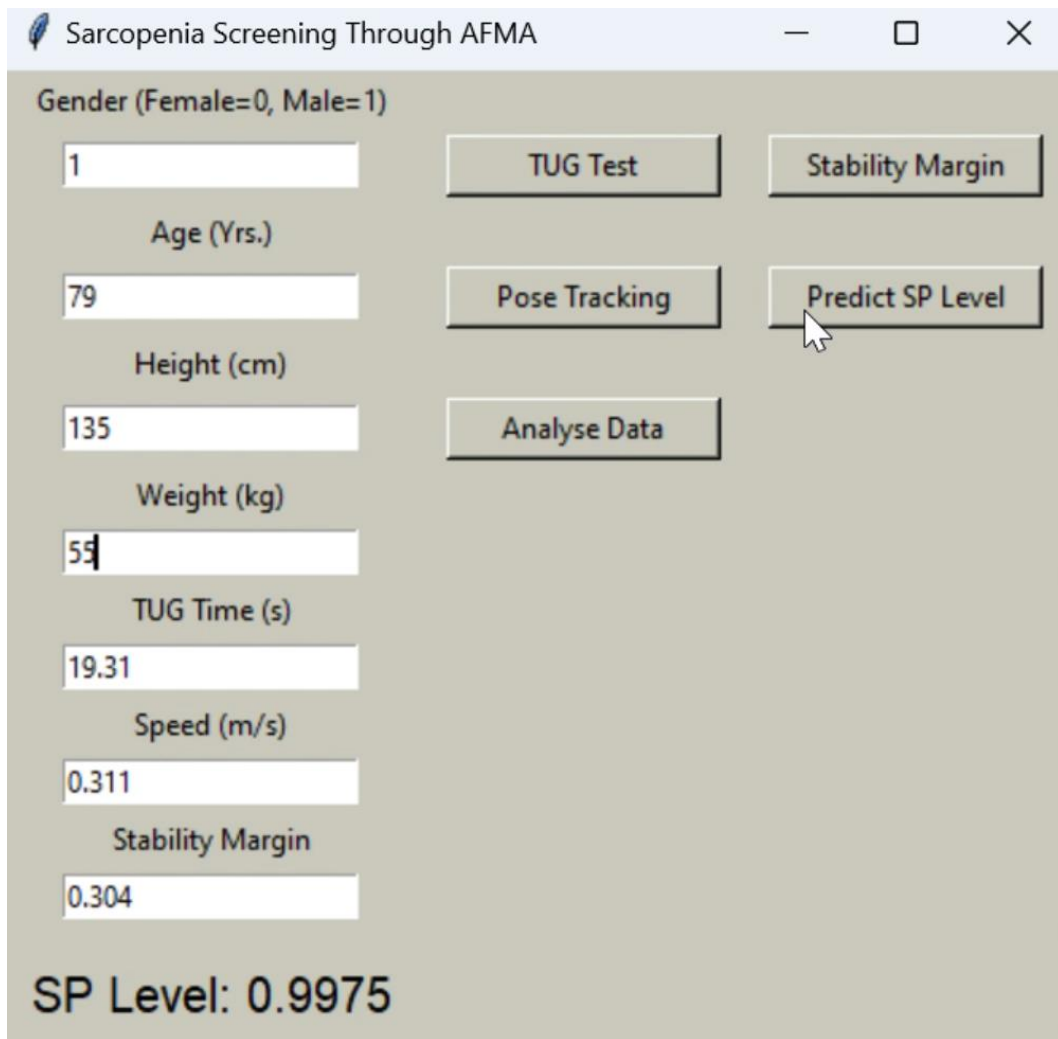 Sarcopenia Screening Through AFMA
Gender (Female=0, Male=1)
1
TUG Test
Stability Margin
Age (Yrs.)
79
Pose Tracking
Predict SP Level
Height (cm)
135
Analyse Data
Weight (kg)
55
TUG Time (s)
19.31
Speed (m/s)
0.311
Stability Margin
0.304
SP Level: 0.9975